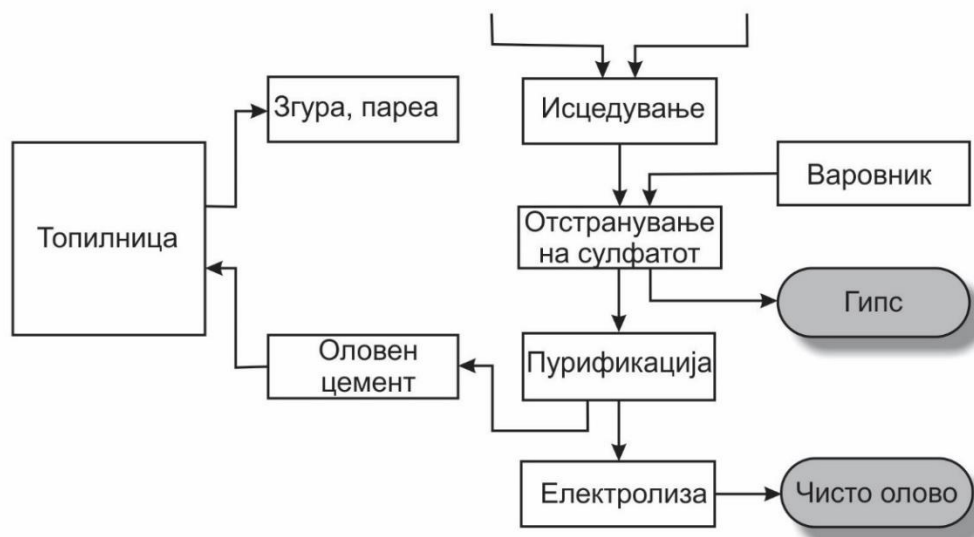 Згура, пареа
Исцедување
Топилница
Варовник
Отстранување
на сулфатот
Гипс
Оловен
цемент
Пурификација
Електролиза
Чисто олово